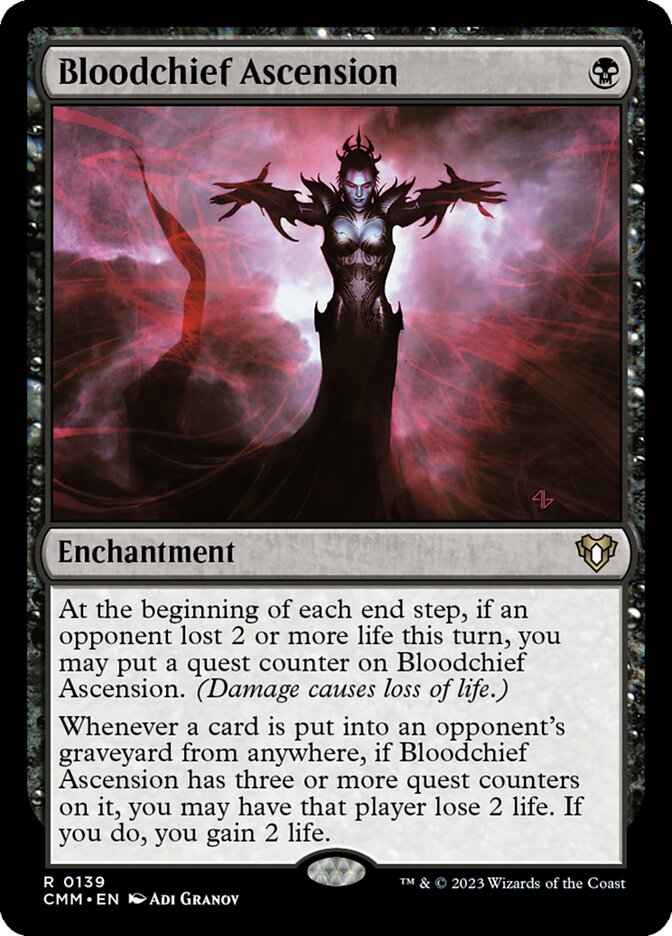 Bloodchief Ascension
Enchantment
At the beginning of each end step, if an
opponent lost 2 or more life this turn, you
may put a quest counter on Bloodchief
Ascension. (Damage causes loss of life.)
Whenever a card is put into an opponent's
graveyard from anywhere, if Bloodchief
Ascension has three or more quest counters
on it, you may have that player lose 2 life. If
you do, you gain 2 life.
R 0139
CMM • EN Adi Granov
™ & © 2023 Wizards of the Coast